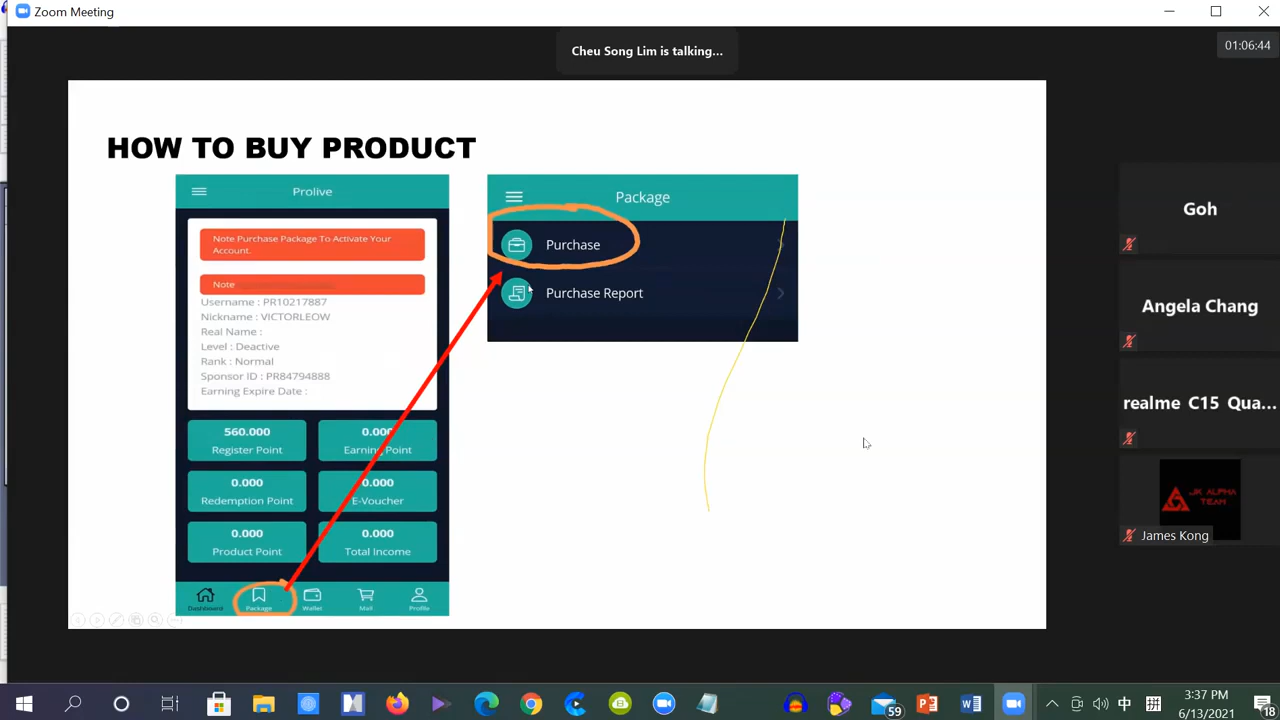 Zoom Meeting
Cheu Song Lim is talking...
01:06:44
HOW TO BUY PRODUCT
Prolive
Note Purchase Package To Activate Your
Account.
Note
Username : PR10217887
Nickname : VICTORLEOW
Real Name :
Level : Deactive
Rank : Normal
Sponsor ID : PR84794888
Earning Expire Date :
560.000
Register Point
0.000
Earning Point
0.000
Redemption Point
0.000
E-Voucher
0.000
Product Point
0.000
Total Income
Dashboard
Package
Wallet
Mall
Profile
Package
Purchase
Purchase Report
Goh
Angela Chang
realme C15 Qua...
JK ALPHA
TEAM
James Kong
59
中
拼
3:37 PM
6/13/2021
18